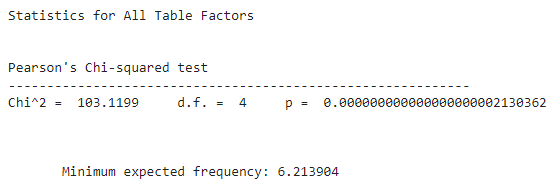 Statistics for All Table Factors
Pearson's Chi-squared test
------------------------------------------------------------
Chi^2 =  103.1199     d.f. =  4     p =  0.000000000000000000002130362
Minimum expected frequency: 6.213904